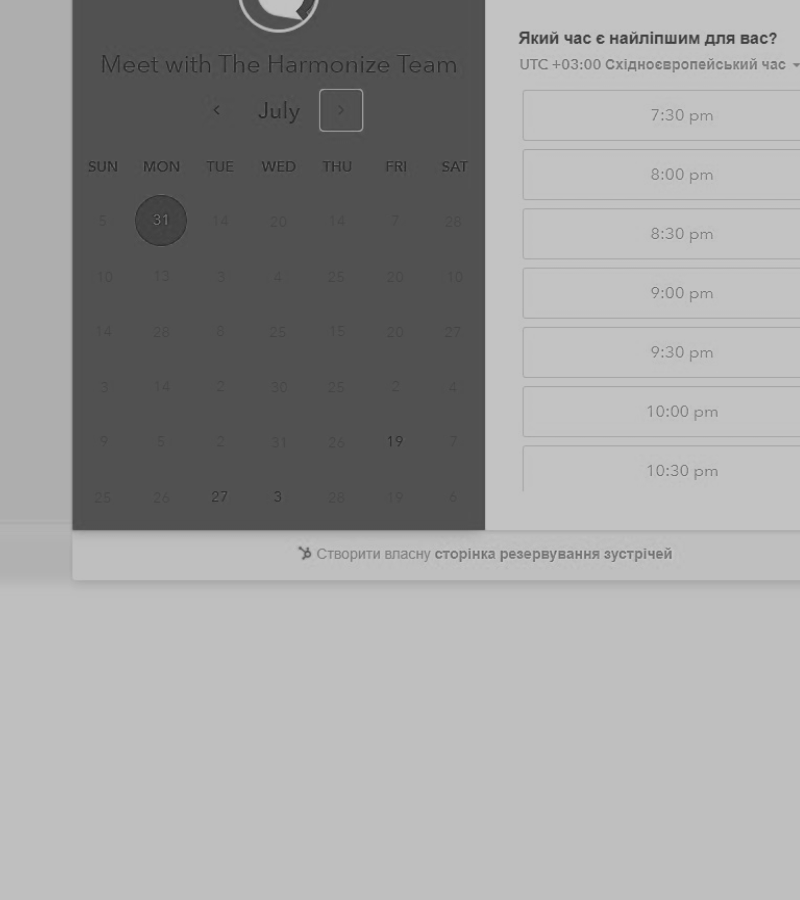 Meet with The Harmonize Team
July
SUN MON TUE WED THU FRI SAT
5 31 14 20 14 7 28
10 13 3 4 25 20 10
14 28 8 25 15 20 27
3 14 2 30 25 2 4
9 5 2 31 26 19 7
25 26 27 3 28 19 6
Який час є найліпшим для вас?
UTC +03:00 Східноєвропейський час
7:30 pm
8:00 pm
8:30 pm
9:00 pm
9:30 pm
10:00 pm
10:30 pm
Створити власну сторінка резервування зустрічей